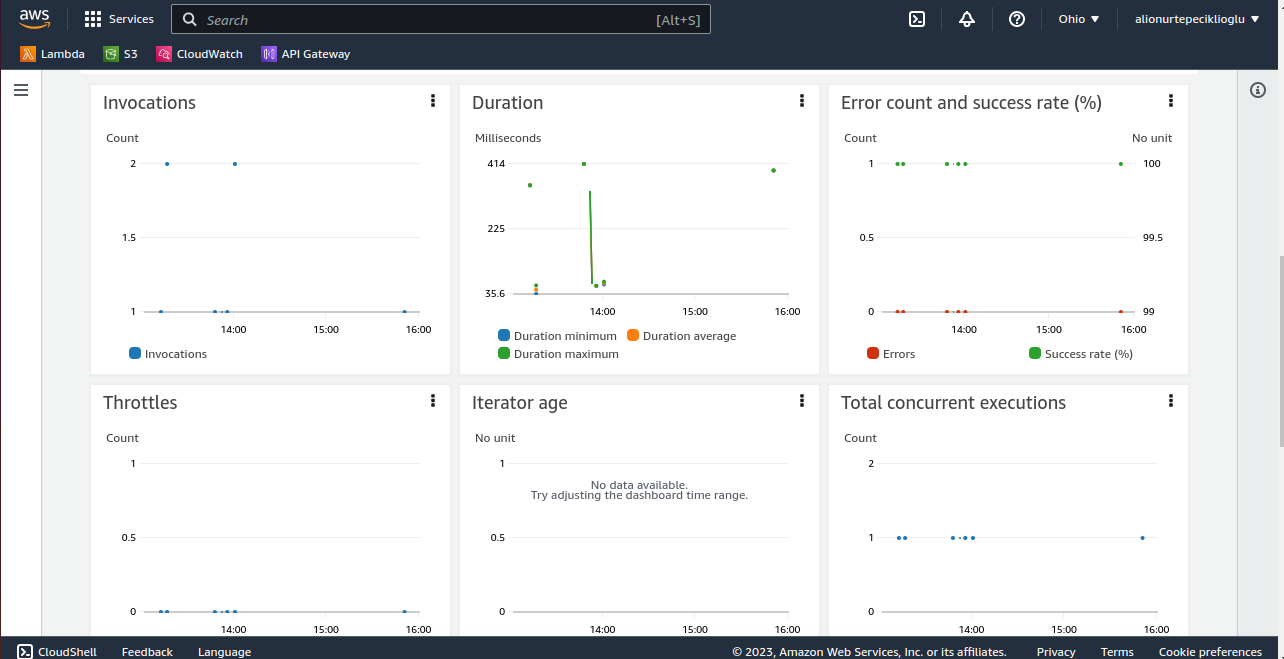 aws
Services
Search [Alt+S]
Ohio
alionurtepeciklioglu
Lambda
S3
CloudWatch
API Gateway
Invocations
Count
2
1.5
1
14:00 15:00 16:00
Invocations
Duration
Milliseconds
414
225
35.6
14:00 15:00 16:00
Duration minimum Duration average
Duration maximum
Error count and success rate (%)
Count No unit
1 100
0.5 99.5
0 99
14:00 15:00 16:00
Errors Success rate (%)
Throttles
Count
1
0.5
0
14:00 15:00 16:00
Iterator age
No unit
1
No data available.
Try adjusting the dashboard time range.
0.5
0
14:00 15:00 16:00
Total concurrent executions
Count
2
1
0
14:00 15:00 16:00
CloudShell Feedback Language © 2023, Amazon Web Services, Inc. or its affiliates. Privacy Terms Cookie preferences